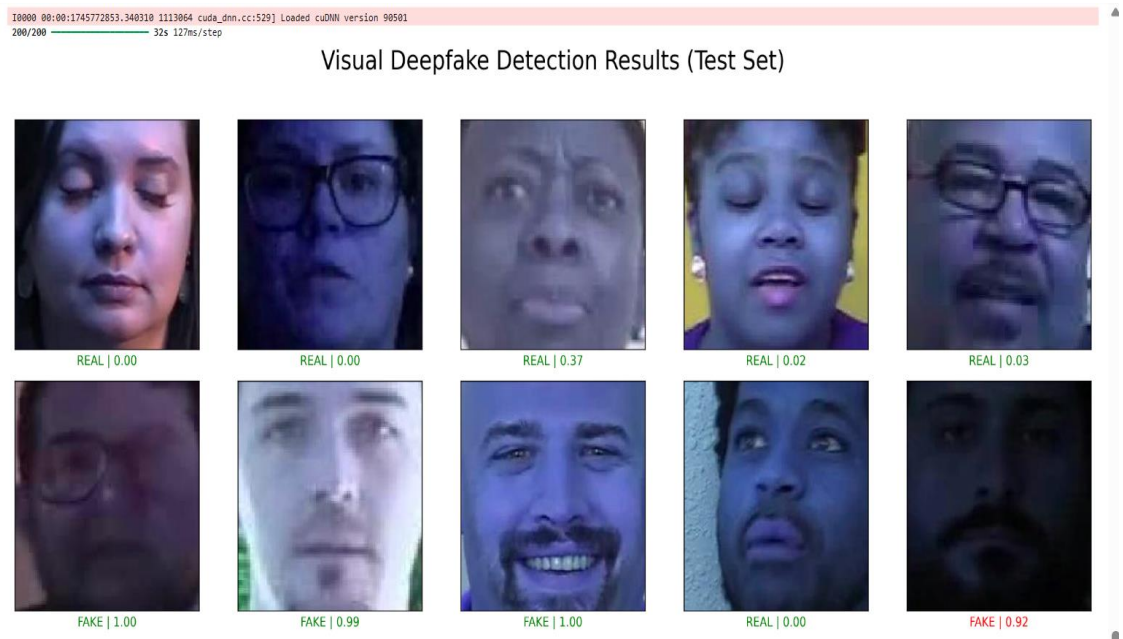 I0000 00:00:1745772853.340310 1113064 cuda_dnn.cc:529] Loaded cuDNN version 90501
200/200 32s 127ms/step
Visual Deepfake Detection Results (Test Set)
REAL | 0.00
REAL | 0.00
REAL | 0.37
REAL | 0.02
REAL | 0.03
FAKE | 1.00
FAKE | 0.99
FAKE | 1.00
REAL | 0.00
FAKE | 0.92